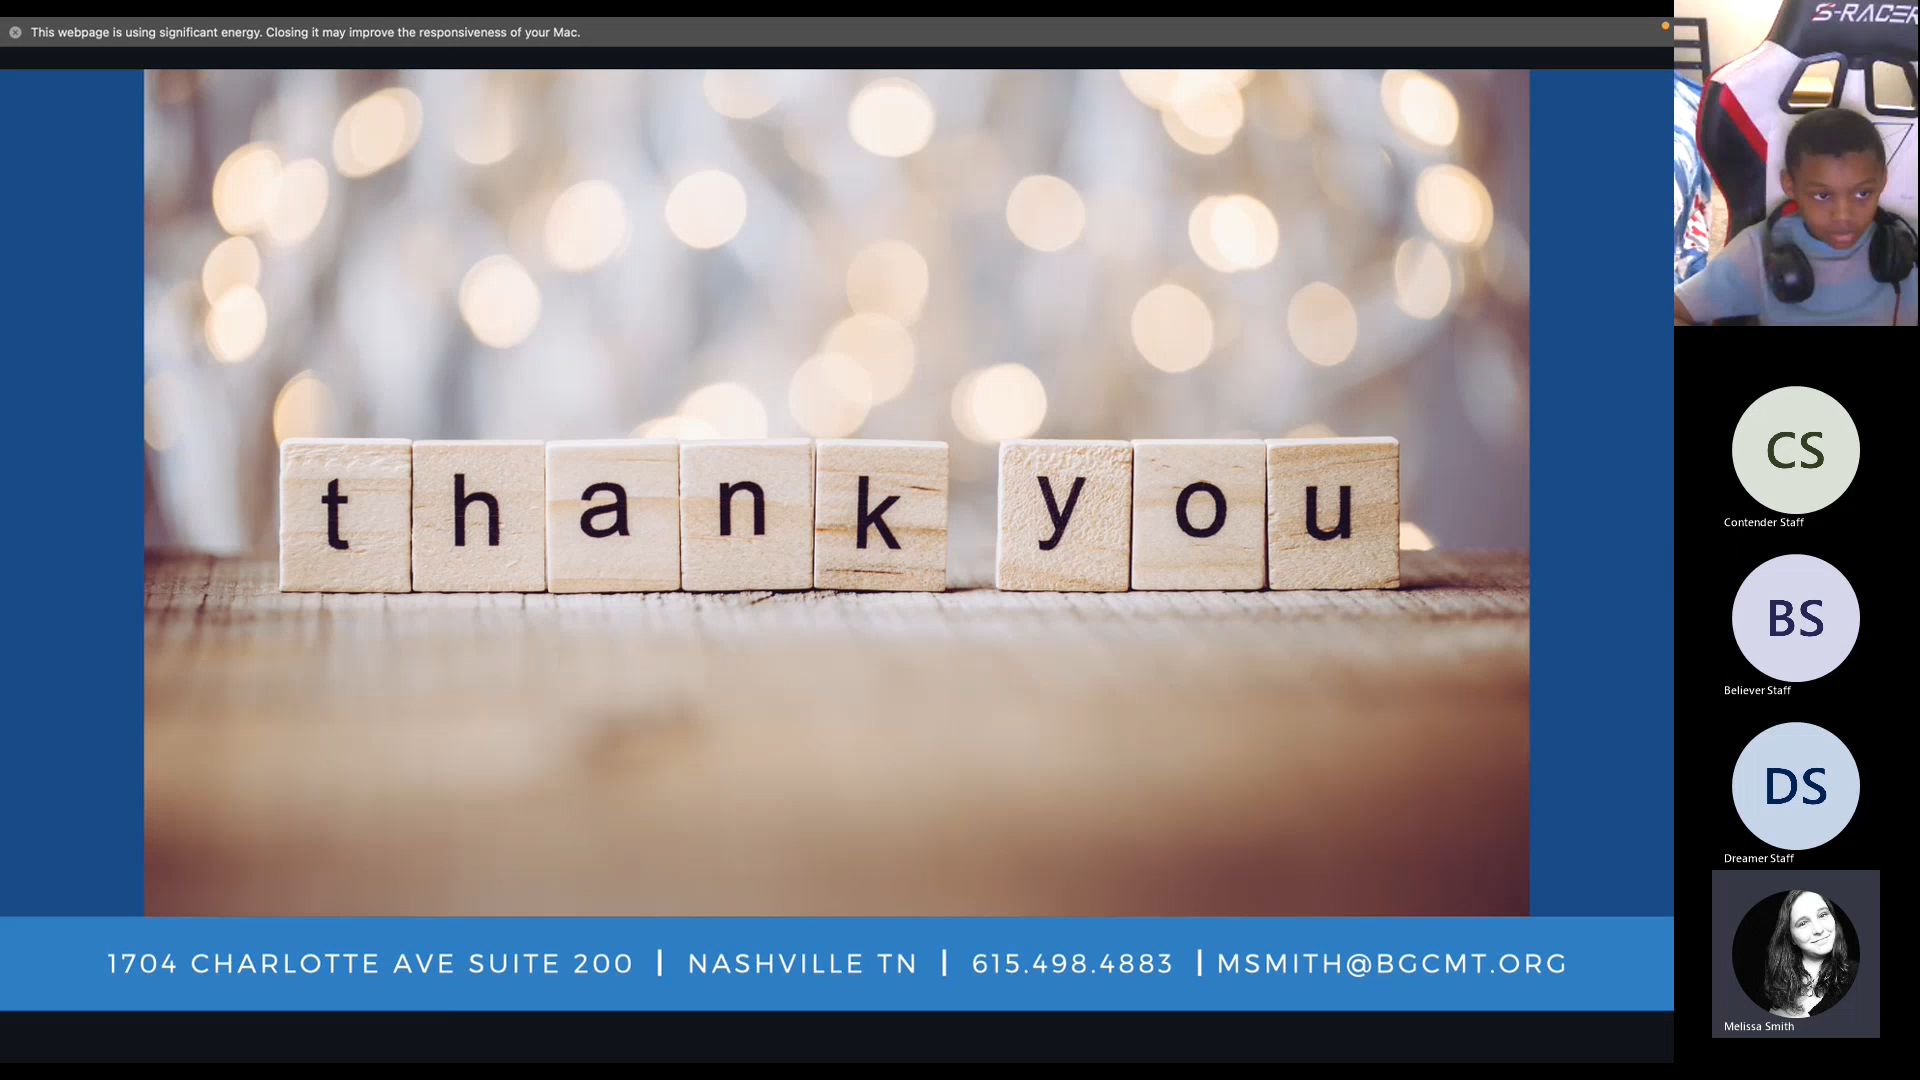 This webpage is using significant energy. Closing it may improve the responsiveness of your Mac.
S-RACER
thank you
1704 CHARLOTTE AVE SUITE 200 | NASHVILLE TN | 615.498.4883 | MSMITH@BGCMT.ORG
CS
Contender Staff
BS
Believer Staff
DS
Dreamer Staff
Melissa Smith